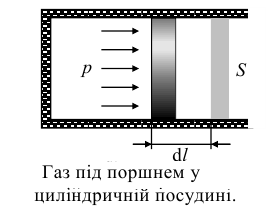 p
S
dl
Газ під поршнем у
циліндричній посудині.